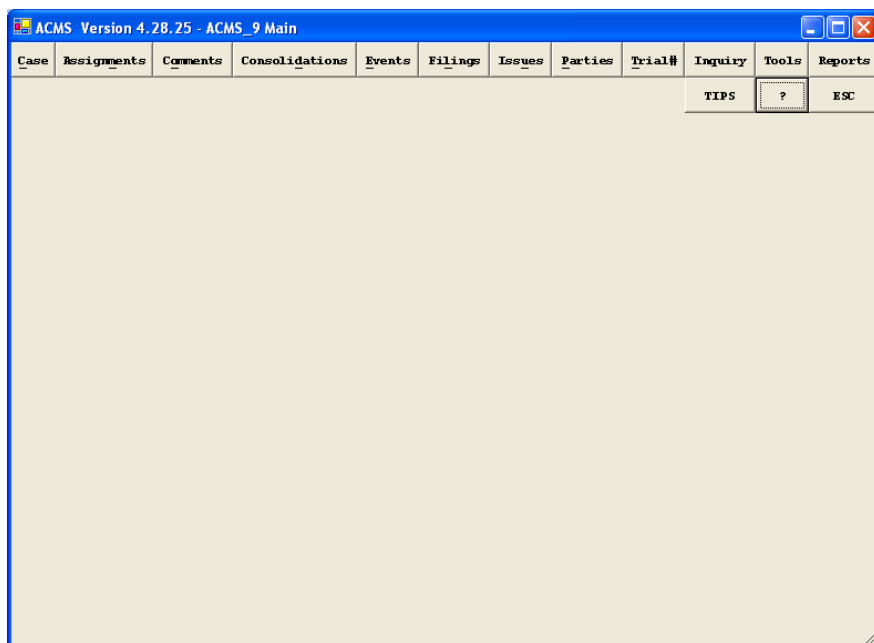 ACMS Version 4.28.25 - ACMS_9 Main
Case Assignments Comments Consolidations Events Filings Issues Parties Trial# Inquiry Tools Reports
TIPS ? ESC